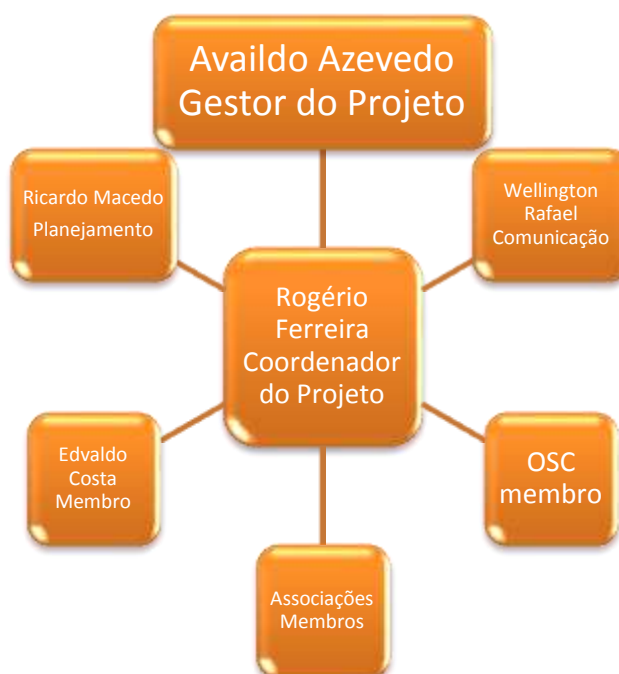 Availdo Azevedo
Gestor do Projeto
Ricardo Macedo
Planejamento
Wellington
Rafael
Comunicação
Rogério
Ferreira
Coordenador
do Projeto
Edvaldo
Costa
Membro
OSC
membro
Associações
Membros